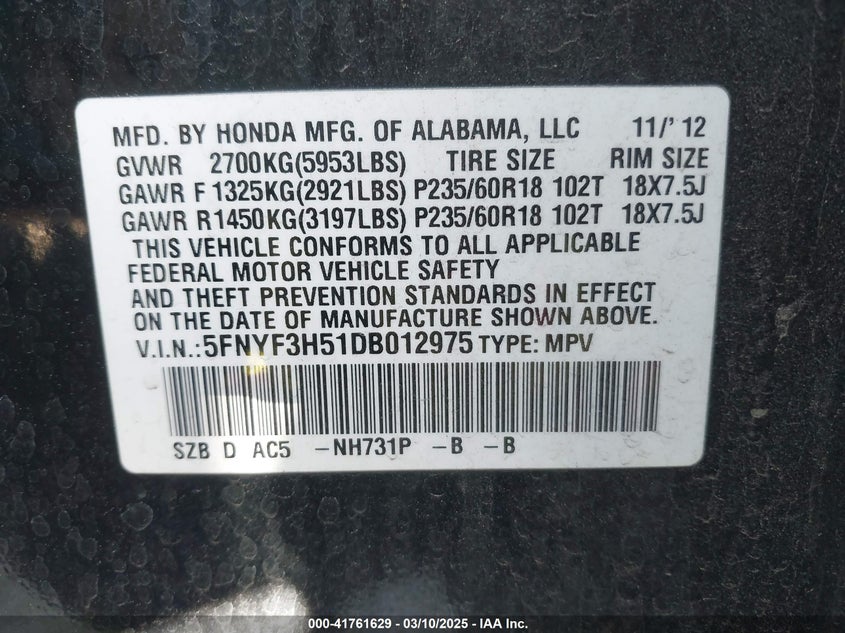 MFD. BY HONDA MFG. OF ALABAMA, LLC 11/'12
GVWR 2700KG(5953LBS) TIRE SIZE RIM SIZE
GAWR F 1325KG(2921LBS) P235/60R18 102T 18X7.5J
GAWR R1450KG(3197LBS) P235/60R18 102T 18X7.5J
THIS VEHICLE CONFORMS TO ALL APPLICABLE
FEDERAL MOTOR VEHICLE SAFETY
AND THEFT PREVENTION STANDARDS IN EFFECT
ON THE DATE OF MANUFACTURE SHOWN ABOVE.
V.I.N.:5FNYF3H51DB012975 TYPE: MPV
SZB D AC5 -NH731P -B -B
000-41761629 - 03/10/2025 - IAA Inc.